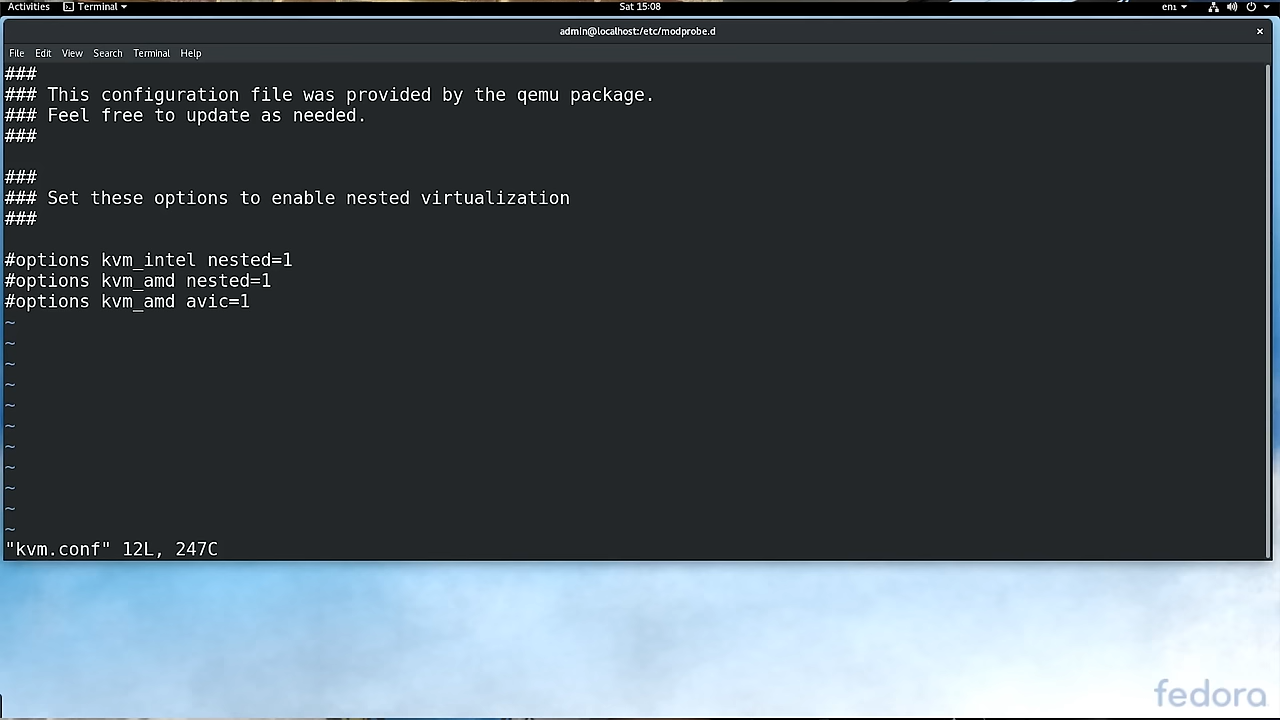 Activities Terminal Sat 15:08 en1
admin@localhost:/etc/modprobe.d
File Edit View Search Terminal Help
###
### This configuration file was provided by the qemu package.
### Feel free to update as needed.
###
###
### Set these options to enable nested virtualization
###
#options kvm_intel nested=1
#options kvm_amd nested=1
#options kvm_amd avic=1
~
~
~
~
~
~
~
~
~
~
~
"kvm.conf" 12L, 247C
fedora